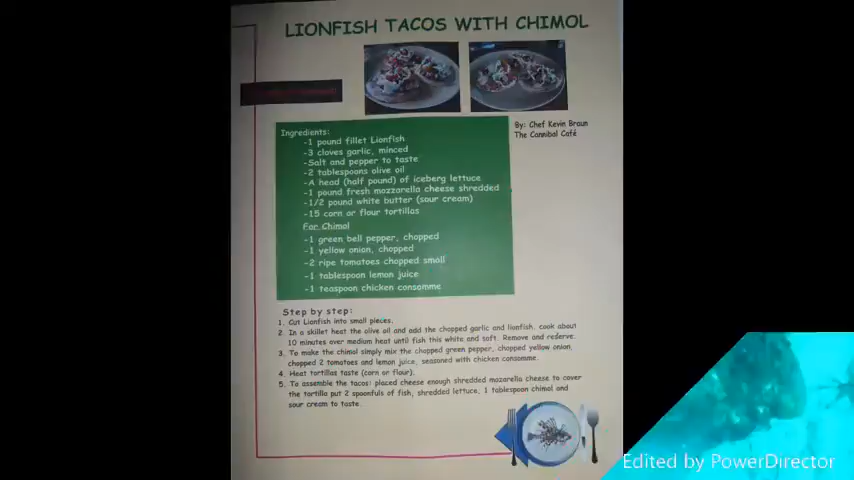 LIONFISH TACOS WITH CHIMOL
By: Chef Kevin Braun
The Cannibal Café
Ingredients:
-1 pound fillet Lionfish
-3 cloves garlic, minced
-Salt and pepper to taste
-2 tablespoons olive oil
-A head (half pound) of iceberg lettuce
-1 pound fresh mozzarella cheese shredded
-1/2 pound white butter (sour cream)
-15 corn or flour tortillas
For Chimol
-1 green bell pepper, chopped
-1 yellow onion, chopped
-2 ripe tomatoes chopped small
-1 tablespoon lemon juice
-1 teaspoon chicken consomme
Step by step:
1. Cut Lionfish into small pieces.
2. In a skillet heat the olive oil and add the chopped garlic and lionfish, cook about
10 minutes over medium heat until fish this white and soft. Remove and rederve.
3. To make the chimol simply mix the chopped green pepper, chopped yellow onion,
chopped 2 tomatoes and lemon juice, seasoned with chicken consomme.
4. Heat tortillas taste (corn or flour).
5. To assemble the tacos: placed cheese enough shredded mozarella cheese to cover
the tortilla put 2 spoonfuls of fish, shredded lettuce, 1 tablespoon chimol and
sour cream to taste.
Edited by PowerDirector